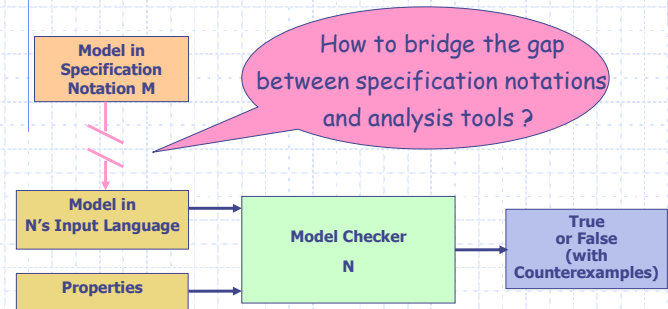 How to bridge the gap
between specification notations
and analysis tools ?
Model in
Specification
Notation M
Model in
N's Input Language
Properties
Model Checker
N
True
or False
(with
Counterexamples)